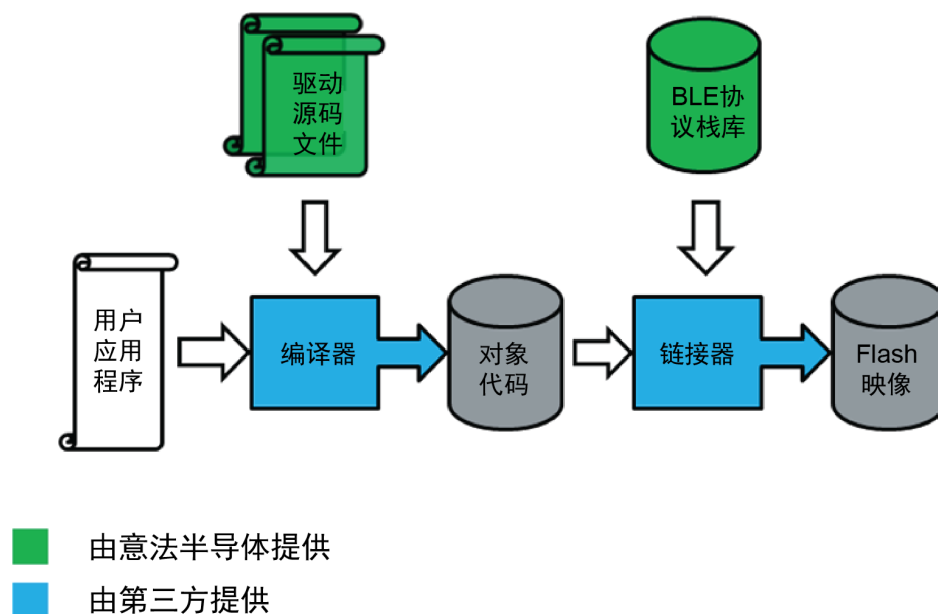 驱动
源码
文件
BLE协
议栈库
用户
应用
程序
编译器
对象
代码
链接器
Flash
映像
由意法半导体提供
由第三方提供